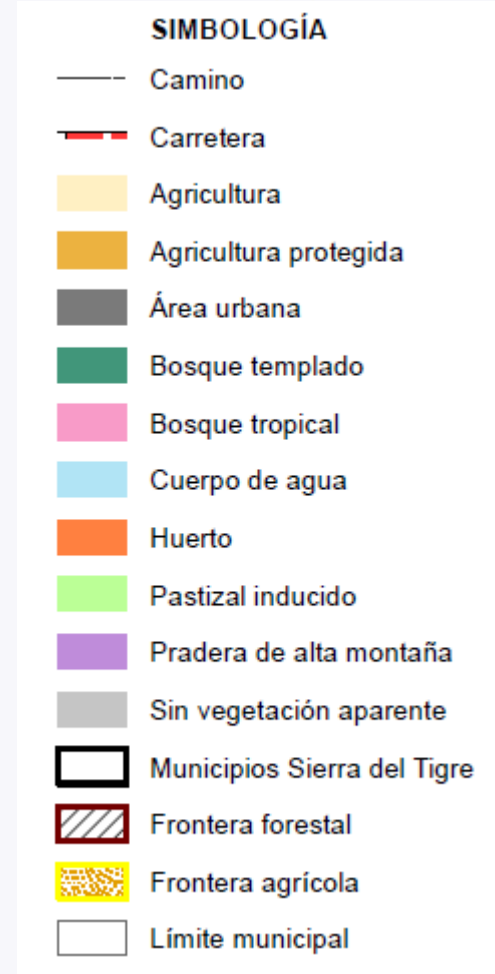 SIMBOLOGÍA
Camino
Carretera
Agricultura
Agricultura protegida
Área urbana
Bosque templado
Bosque tropical
Cuerpo de agua
Huerto
Pastizal inducido
Pradera de alta montaña
Sin vegetación aparente
Municipios Sierra del Tigre
Frontera forestal
Frontera agrícola
Límite municipal